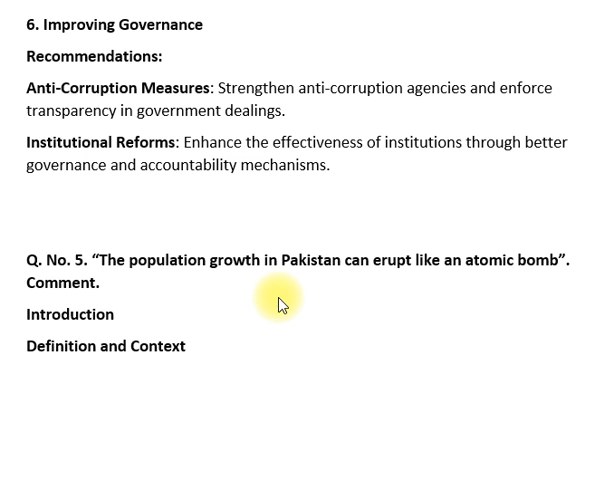 6. Improving Governance
Recommendations:
Anti-Corruption Measures: Strengthen anti-corruption agencies and enforce
transparency in government dealings.
Institutional Reforms: Enhance the effectiveness of institutions through better
governance and accountability mechanisms.
Q. No. 5. “The population growth in Pakistan can erupt like an atomic bomb”.
Comment.
Introduction
Definition and Context